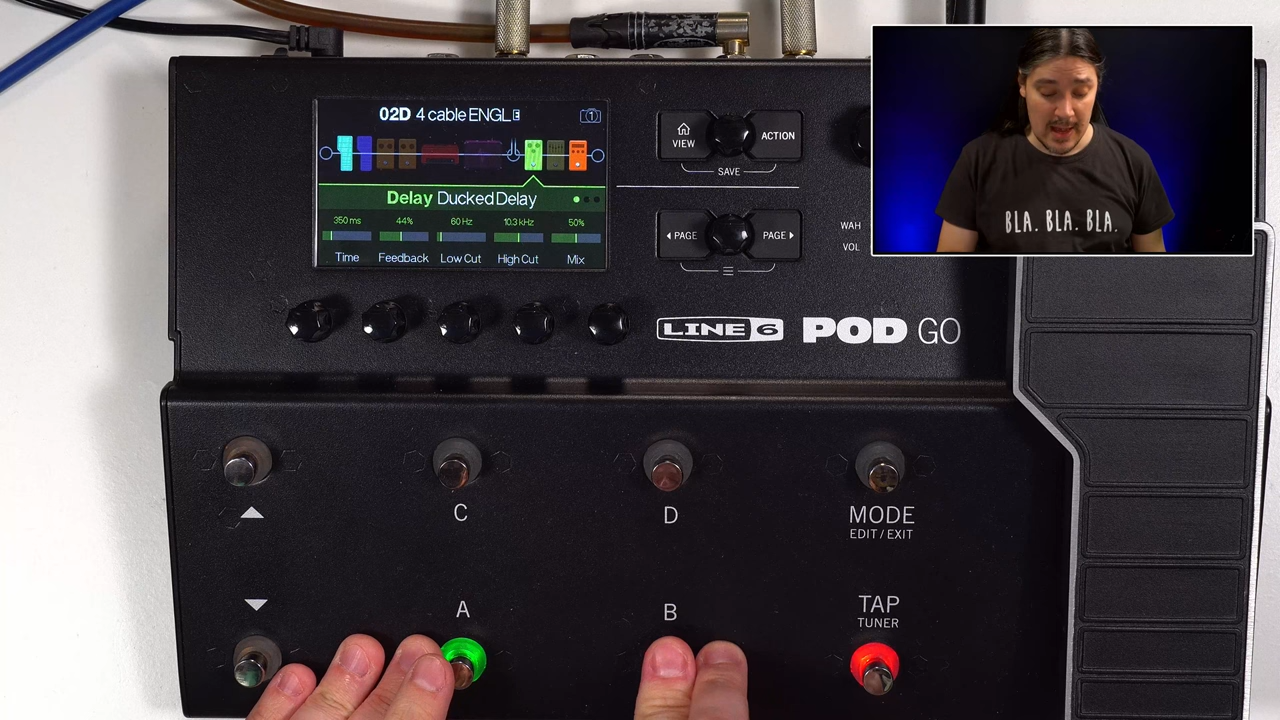 02D 4 cable ENGL E
1
Delay Ducked Delay
350 ms 44% 60 Hz 10.3 kHz 50%
Time Feedback Low Cut High Cut Mix
VIEW
ACTION
SAVE
PAGE
PAGE
WAH
VOL
BLA. BLA. BLA.
LINE 6 POD GO
C
D
MODE
EDIT / EXIT
A
B
TAP
TUNER